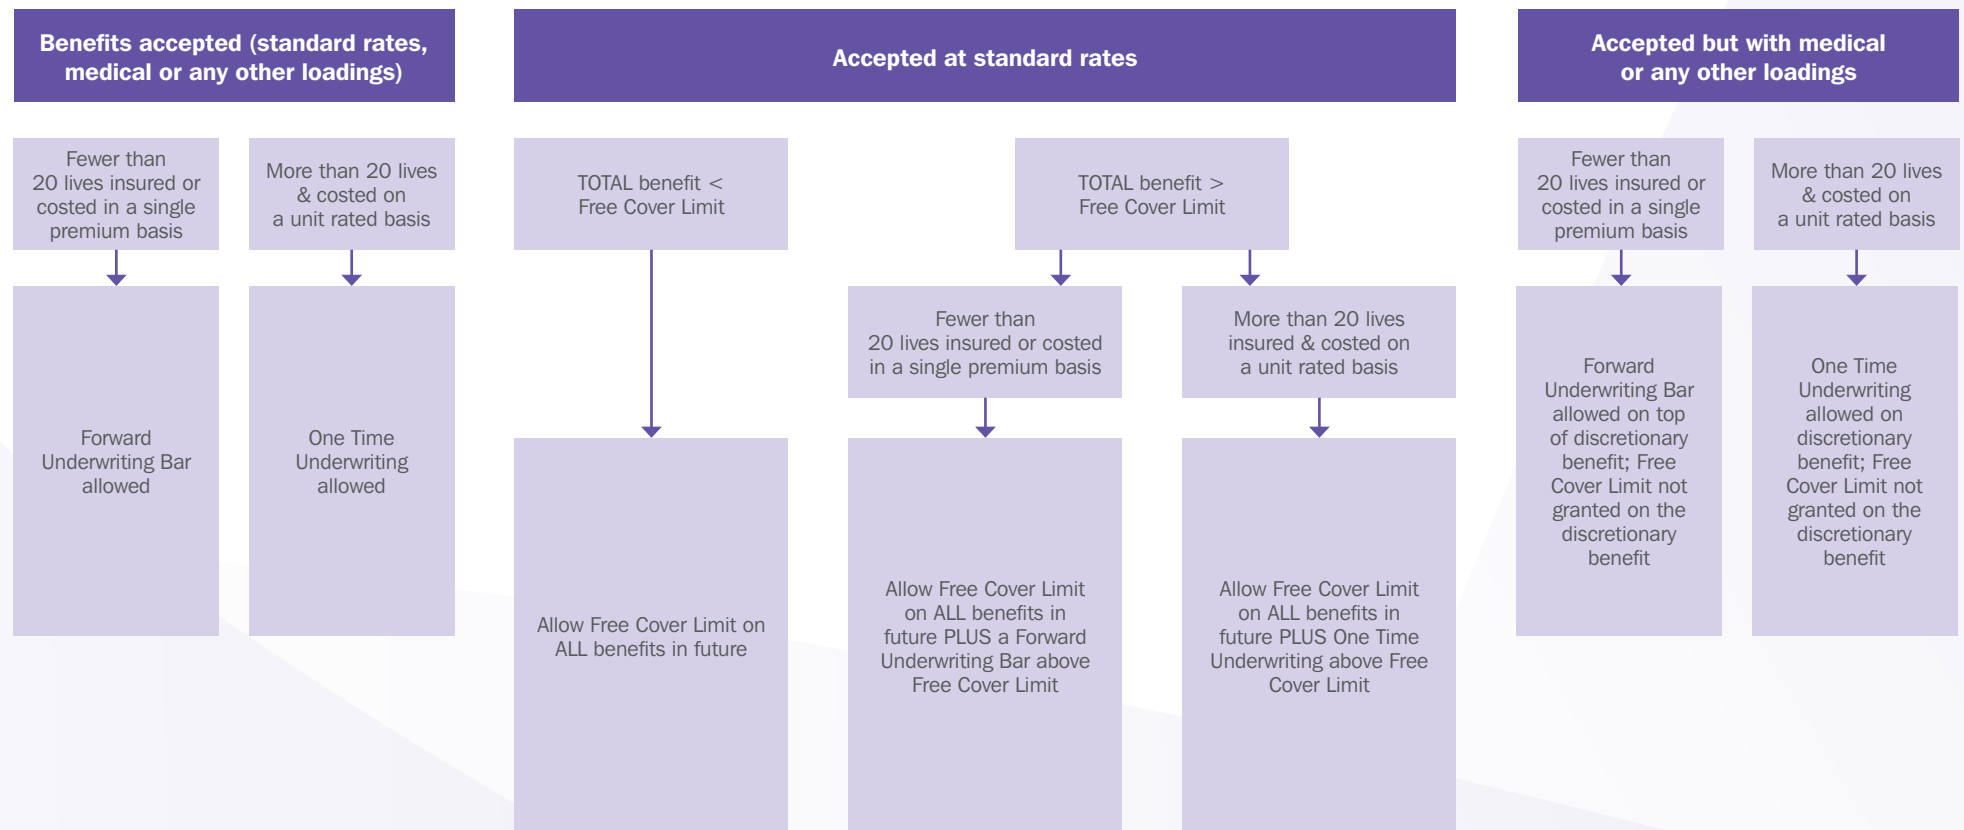 Benefits accepted (standard rates,
medical or any other loadings)
Fewer than
20 lives insured or
costed in a single
premium basis
More than 20 lives
& costed on
a unit rated basis
Forward
Underwriting Bar
allowed
One Time
Underwriting
allowed
Accepted at standard rates
TOTAL benefit <
Free Cover Limit
TOTAL benefit >
Free Cover Limit
Fewer than
20 lives insured or costed
in a single premium basis
More than 20 lives
insured & costed on
a unit rated basis
Allow Free Cover Limit on
ALL benefits in future
Allow Free Cover Limit
on ALL benefits in
future PLUS a Forward
Underwriting Bar above
Free Cover Limit
Allow Free Cover Limit
on ALL benefits in
future PLUS One Time
Underwriting above Free
Cover Limit
Accepted but with medical
or any other loadings
Fewer than
20 lives insured or
costed in a single
premium basis
More than 20 lives
& costed on
a unit rated basis
Forward
Underwriting Bar
allowed on top
of discretionary
benefit; Free
Cover Limit not
granted on the
discretionary
benefit
One Time
Underwriting
allowed on
discretionary
benefit; Free
Cover Limit not
granted on the
discretionary
benefit